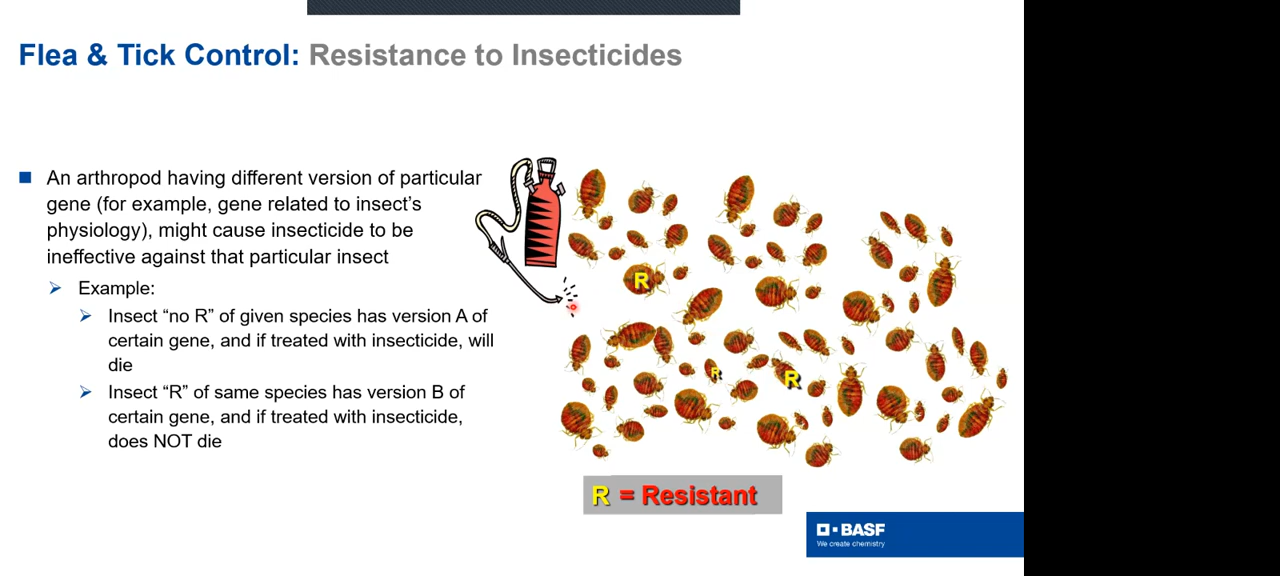 Flea & Tick Control: Resistance to Insecticides
An arthropod having different version of particular
gene (for example, gene related to insect’s
physiology), might cause insecticide to be
ineffective against that particular insect
Example:
Insect “no R” of given species has version A of
certain gene, and if treated with insecticide, will
die
Insect “R” of same species has version B of
certain gene, and if treated with insecticide,
does NOT die
R
R
R
R = Resistant
BASF
We create chemistry